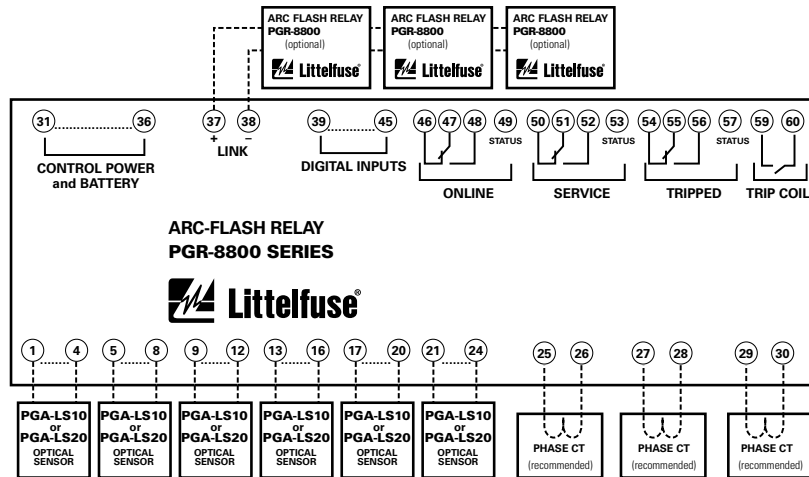 ARC FLASH RELAY ARC FLASH RELAY ARC FLASH RELAY
PGR-8800 PGR-8800 PGR-8800
(optional) (optional) (optional)
Littelfuse Littelfuse Littelfuse
31 36 37 38 39 45 46 47 48 49 50 51 52 53 54 55 56 57 59 60
+ −
LINK
STATUS STATUS STATUS
CONTROL POWER
and BATTERY
DIGITAL INPUTS
ONLINE SERVICE TRIPPED TRIP COIL
ARC-FLASH RELAY
PGR-8800 SERIES
Littelfuse®
1 4 5 8 9 12 13 16 17 20 21 24 25 26 27 28 29 30
PGA-LS10 PGA-LS10 PGA-LS10 PGA-LS10 PGA-LS10 PGA-LS10
or or or or or or
PGA-LS20 PGA-LS20 PGA-LS20 PGA-LS20 PGA-LS20 PGA-LS20
OPTICAL OPTICAL OPTICAL OPTICAL OPTICAL OPTICAL
SENSOR SENSOR SENSOR SENSOR SENSOR SENSOR
PHASE CT PHASE CT PHASE CT
(recommended) (recommended) (recommended)